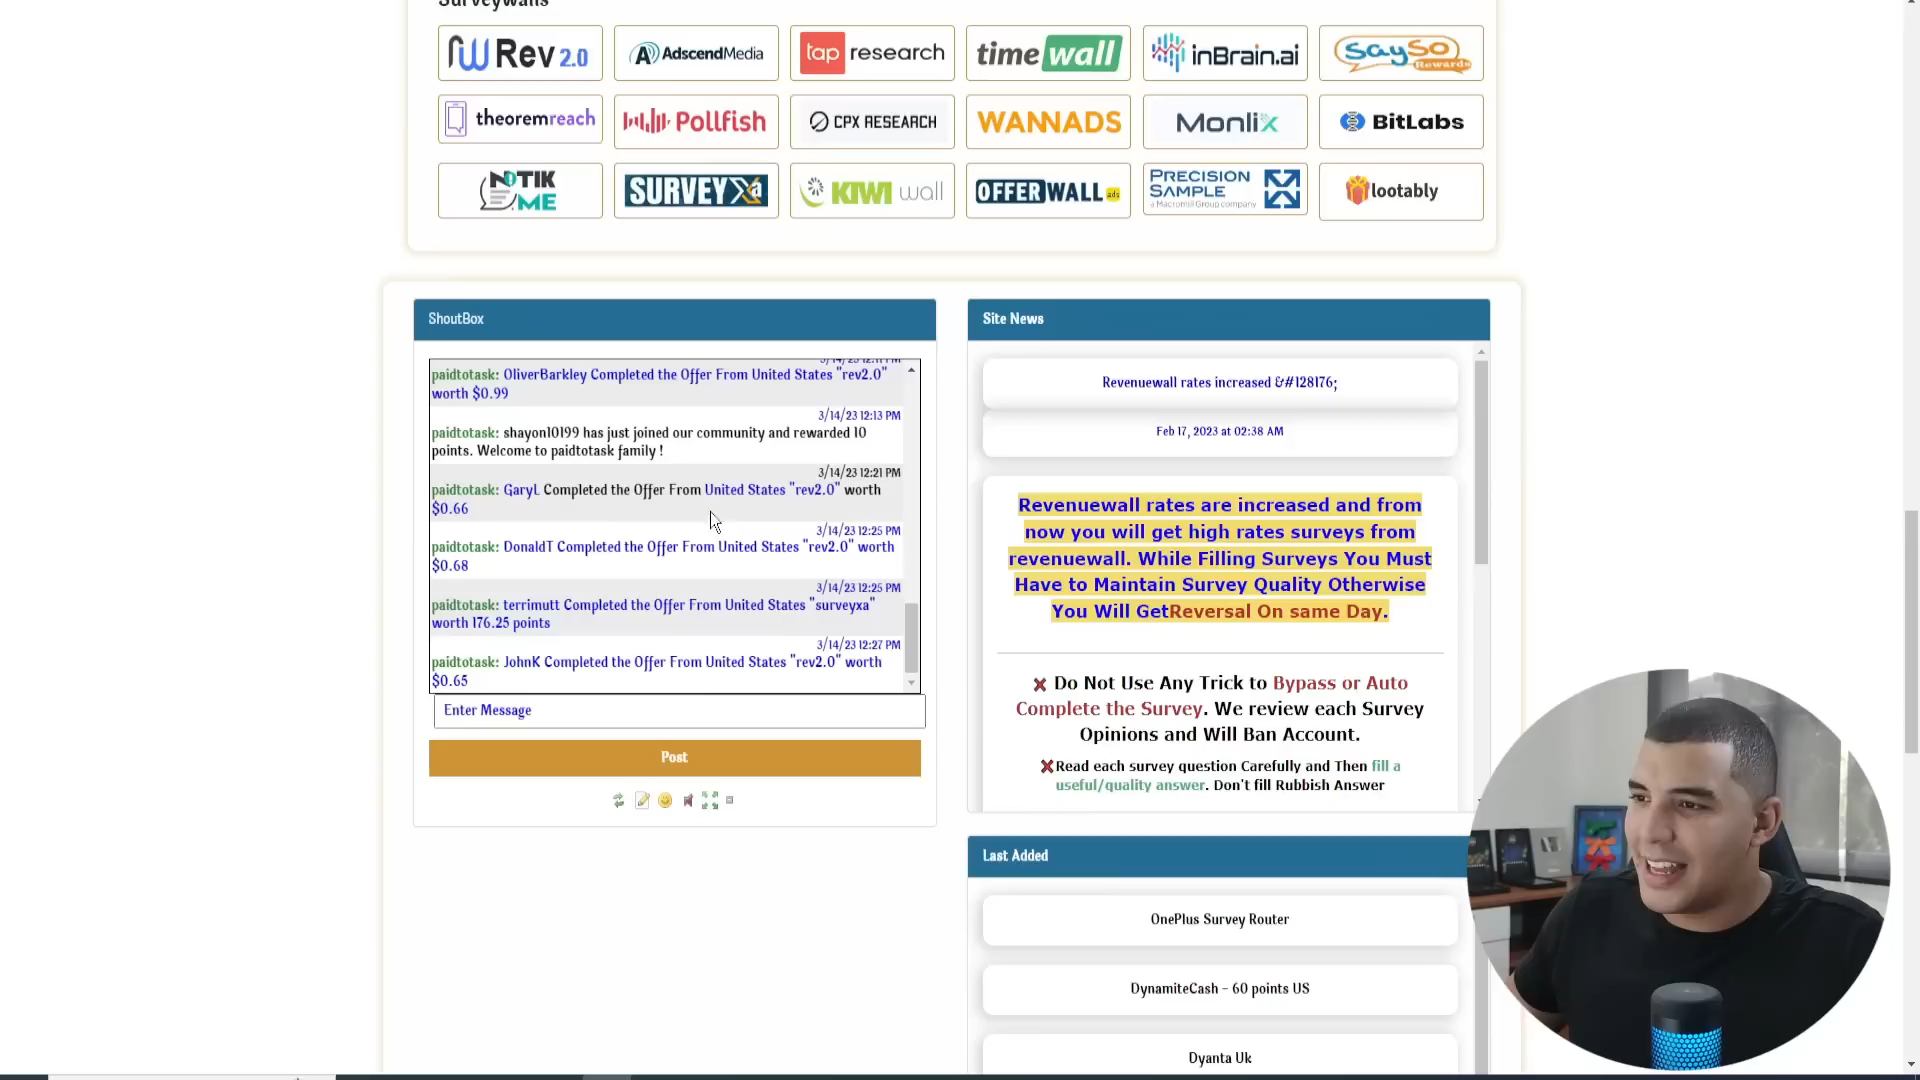 Surveywalls
Rev 2.0
AdscendMedia
tap research
timewall
inBrain.ai
SaySo
Rewards
theoremreach
Pollfish
CPX RESEARCH
WANNADS
Monlix
BitLabs
NOTIK
.ME
SURVEYXa
KIWI wall
OFFERWALL ads
PRECISION
SAMPLE
a Macromill Group company
lootably
ShoutBox
3/14/23 12:11 PM
paidtotask: OliverBarkley Completed the Offer From United States "rev2.0"
worth $0.99
3/14/23 12:13 PM
paidtotask: shayon10199 has just joined our community and rewarded 10
points. Welcome to paidtotask family !
3/14/23 12:21 PM
paidtotask: GaryL Completed the Offer From United States "rev2.0" worth
$0.66
3/14/23 12:25 PM
paidtotask: DonaldT Completed the Offer From United States "rev2.0" worth
$0.68
3/14/23 12:25 PM
paidtotask: terrimutt Completed the Offer From United States "surveyxa"
worth 176.25 points
3/14/23 12:27 PM
paidtotask: JohnK Completed the Offer From United States "rev2.0" worth
$0.65
Enter Message
Post
Site News
Revenuewall rates increased &#128176;
Feb 17, 2023 at 02:38 AM
Revenuewall rates are increased and from
now you will get high rates surveys from
revenuewall. While Filling Surveys You Must
Have to Maintain Survey Quality Otherwise
You Will GetReversal On same Day.
Do Not Use Any Trick to Bypass or Auto
Complete the Survey. We review each Survey
Opinions and Will Ban Account.
Read each survey question Carefully and Then fill a
useful/quality answer. Don't fill Rubbish Answer
Last Added
OnePlus Survey Router
DynamiteCash - 60 points US
Dyanta Uk